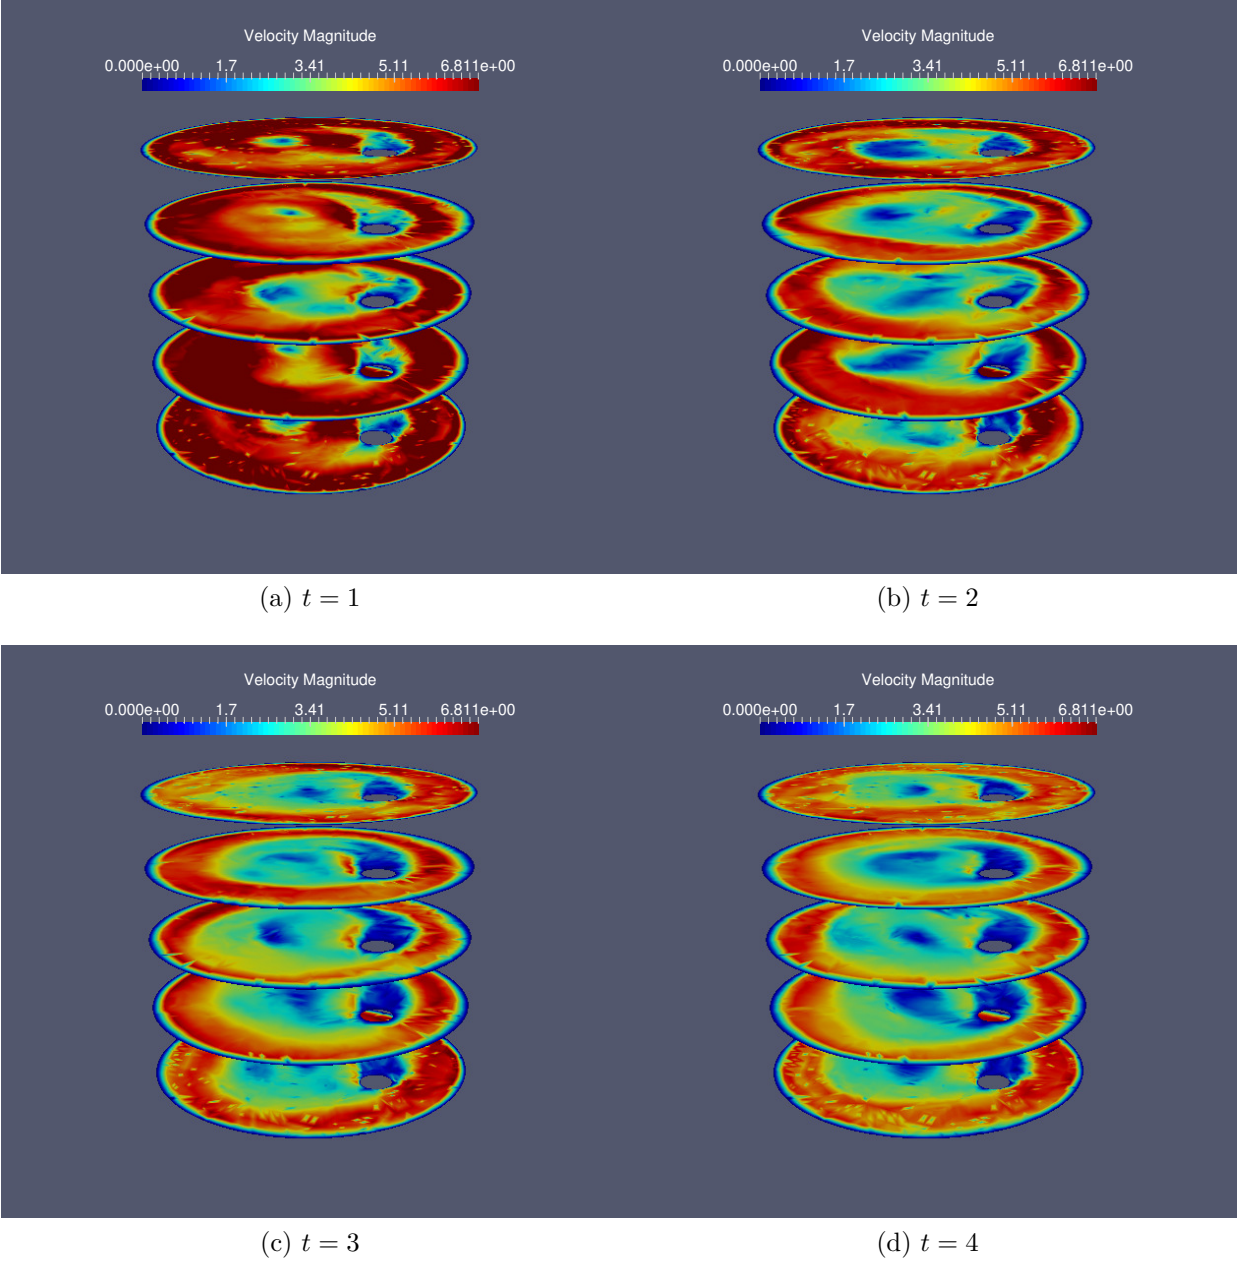 Velocity Magnitude
0.000e+00 1.7 3.41 5.11 6.811e+00
Velocity Magnitude
0.000e+00 1.7 3.41 5.11 6.811e+00
(a) t = 1
(b) t = 2
Velocity Magnitude
0.000e+00 1.7 3.41 5.11 6.811e+00
Velocity Magnitude
0.000e+00 1.7 3.41 5.11 6.811e+00
(c) t = 3
(d) t = 4